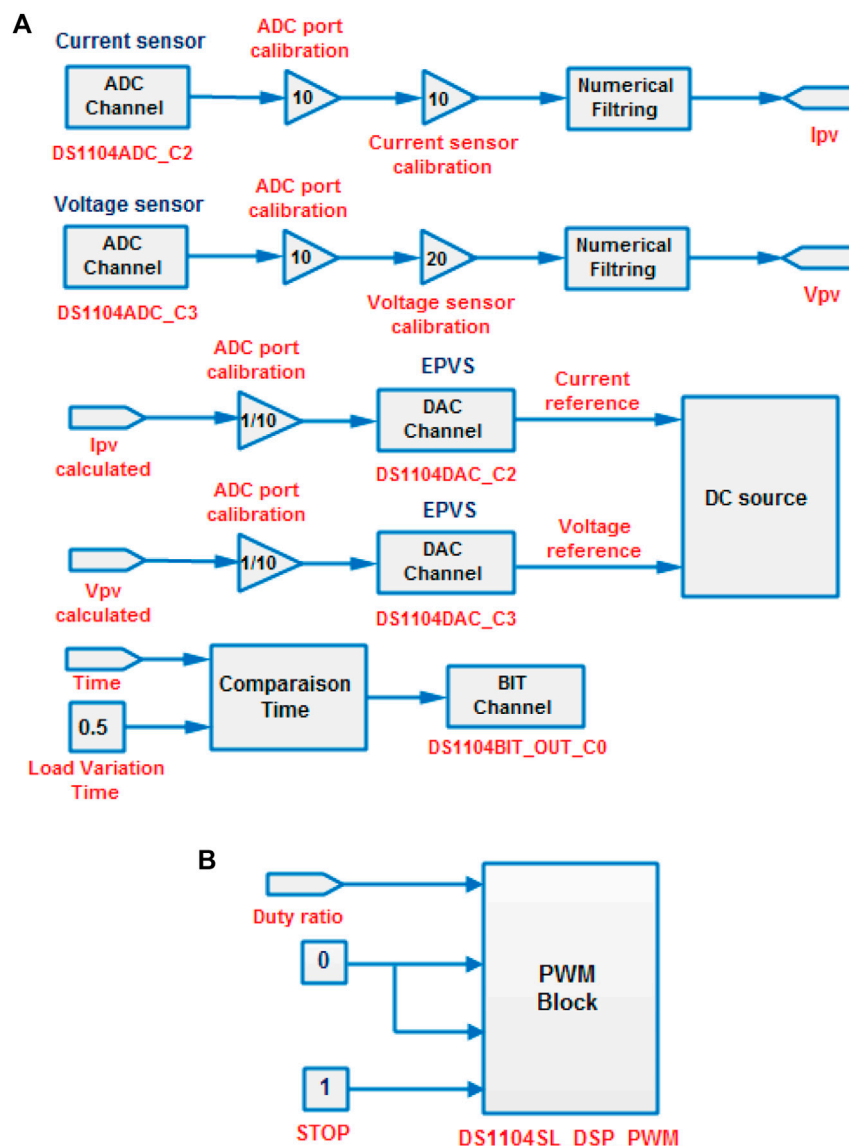 A
Current sensor
ADC port
calibration
ADC
Channel
10
10
Numerical
Filtring
DS1104ADC_C2
Current sensor
calibration
Ipv
Voltage sensor
ADC port
calibration
ADC
Channel
10
20
Numerical
Filtring
DS1104ADC_C3
Voltage sensor
calibration
Vpv
ADC port
calibration
EPVS
1/10
DAC
Channel
Current
reference
Ipv
calculated
DS1104DAC_C2
DC source
ADC port
calibration
EPVS
1/10
DAC
Channel
Voltage
reference
Vpv
calculated
DS1104DAC_C3
Time
Comparaison
Time
BIT
Channel
0.5
DS1104BIT_OUT_C0
Load Variation
Time
B
Duty ratio
0
PWM
Block
1
STOP
DS1104SL_DSP_PWM